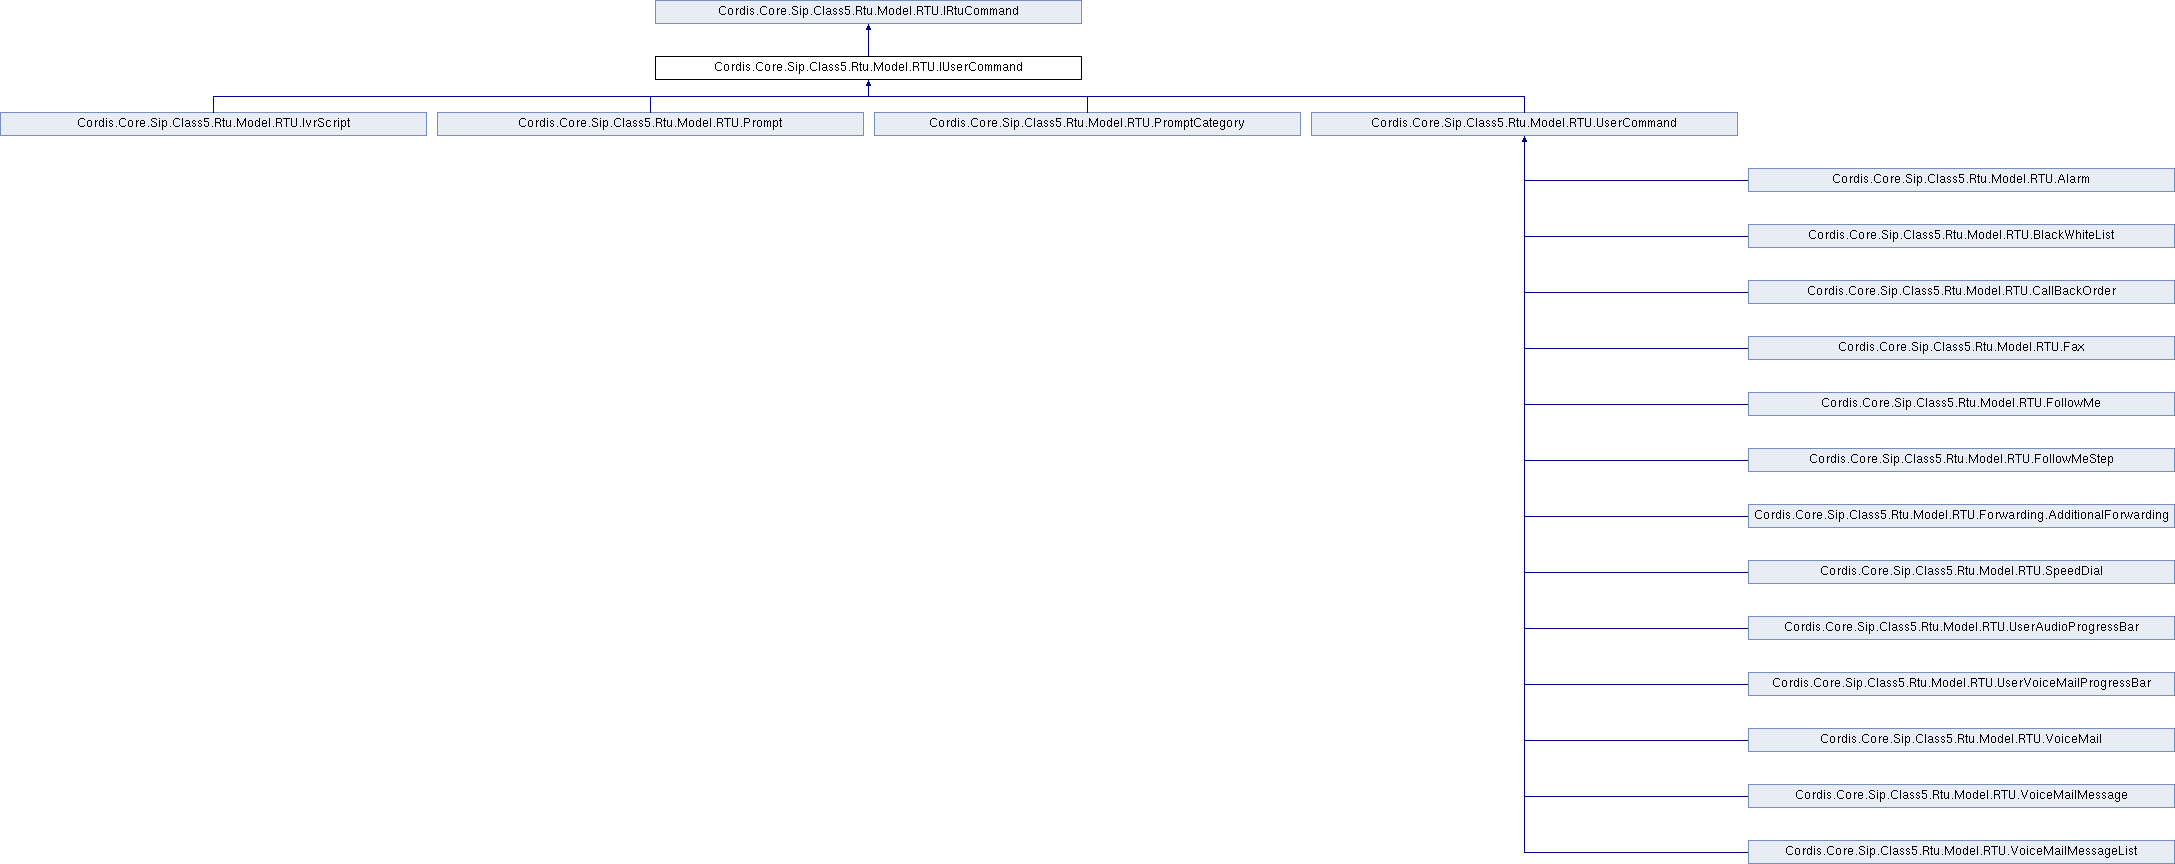 Cordis.Core.Sip.Class5.Rtu.Model.RTU.IRtuCommand
Cordis.Core.Sip.Class5.Rtu.Model.RTU.IUserCommand
Cordis.Core.Sip.Class5.Rtu.Model.RTU.IvrScript
Cordis.Core.Sip.Class5.Rtu.Model.RTU.Prompt
Cordis.Core.Sip.Class5.Rtu.Model.RTU.PromptCategory
Cordis.Core.Sip.Class5.Rtu.Model.RTU.UserCommand
Cordis.Core.Sip.Class5.Rtu.Model.RTU.Alarm
Cordis.Core.Sip.Class5.Rtu.Model.RTU.BlackWhiteList
Cordis.Core.Sip.Class5.Rtu.Model.RTU.CallBackOrder
Cordis.Core.Sip.Class5.Rtu.Model.RTU.Fax
Cordis.Core.Sip.Class5.Rtu.Model.RTU.FollowMe
Cordis.Core.Sip.Class5.Rtu.Model.RTU.FollowMeStep
Cordis.Core.Sip.Class5.Rtu.Model.RTU.Forwarding.AdditionalForwarding
Cordis.Core.Sip.Class5.Rtu.Model.RTU.SpeedDial
Cordis.Core.Sip.Class5.Rtu.Model.RTU.UserAudioProgressBar
Cordis.Core.Sip.Class5.Rtu.Model.RTU.UserVoiceMailProgressBar
Cordis.Core.Sip.Class5.Rtu.Model.RTU.VoiceMail
Cordis.Core.Sip.Class5.Rtu.Model.RTU.VoiceMailMessage
Cordis.Core.Sip.Class5.Rtu.Model.RTU.VoiceMailMessageList